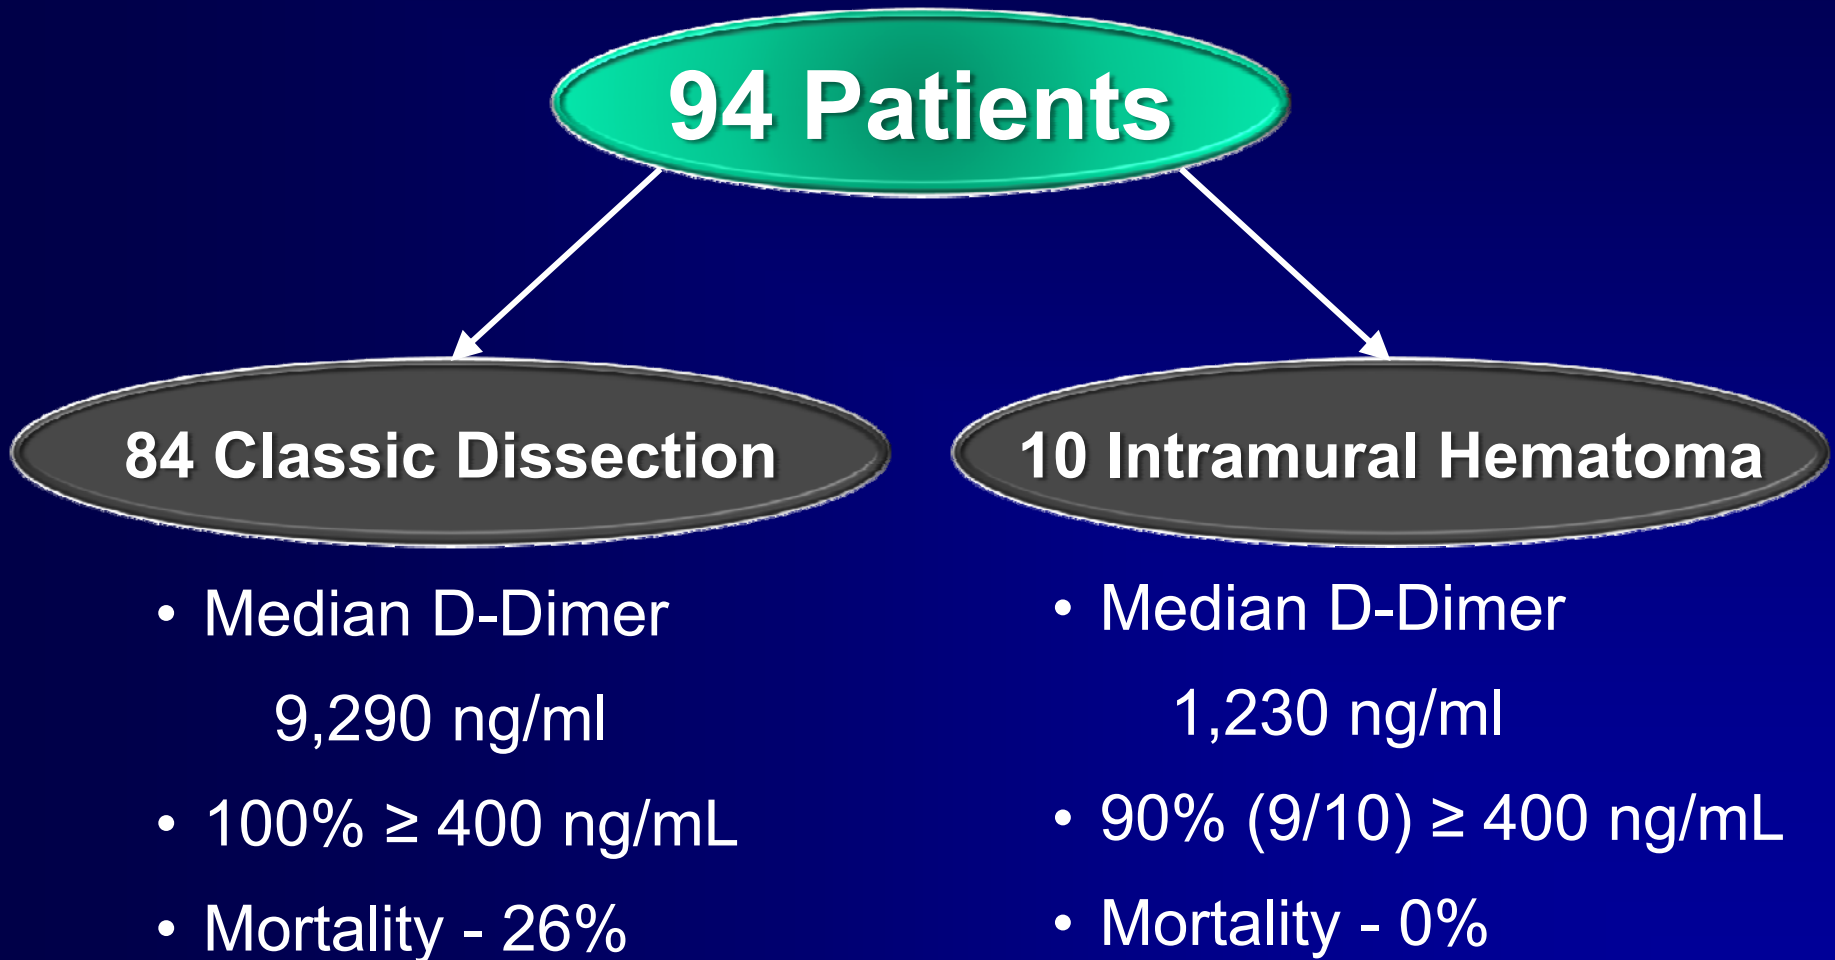 94 Patients
84 Classic Dissection
• Median D-Dimer
9,290 ng/ml
• 100% ≥ 400 ng/mL
• Mortality - 26%
10 Intramural Hematoma
• Median D-Dimer
1,230 ng/ml
• 90% (9/10) ≥ 400 ng/mL
• Mortality - 0%